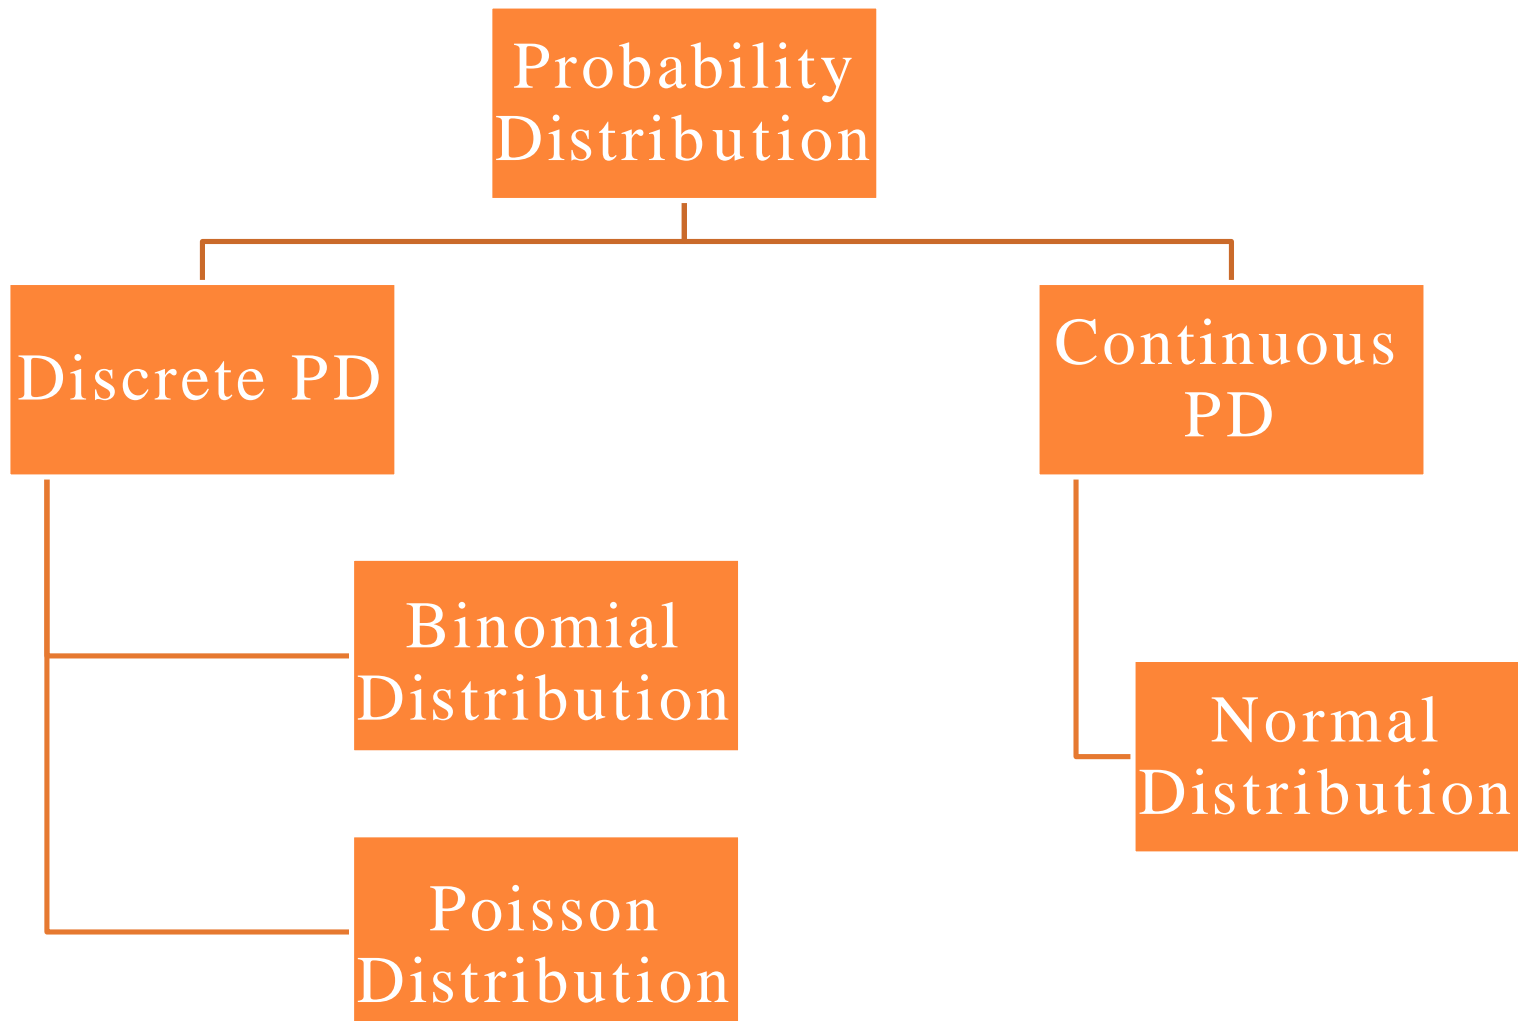 Probability
Distribution
Discrete PD
Continuous
PD
Binomial
Distribution
Normal
Distribution
Poisson
Distribution